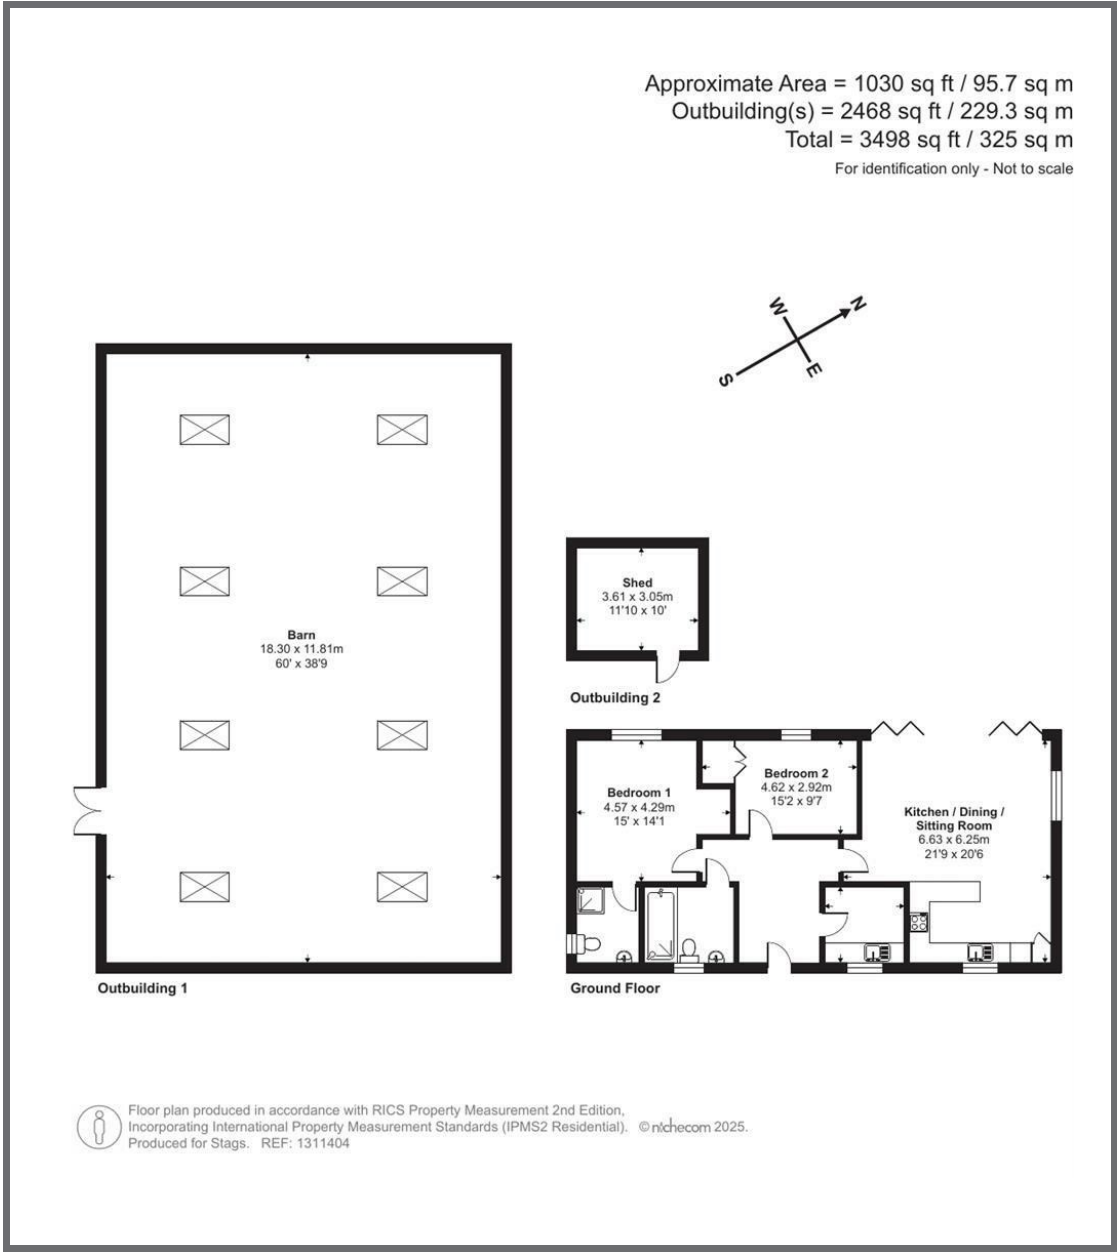 Approximate Area = 1030 sq ft / 95.7 sq m
Outbuilding(s) = 2468 sq ft / 229.3 sq m
Total = 3498 sq ft / 325 sq m
For identification only - Not to scale
W
N
S
E
Shed
3.61 x 3.05m
11'10 x 10'
Barn
18.30 x 11.81m
60' x 38'9
Outbuilding 2
Bedroom 1
4.57 x 4.29m
15' x 14'1
Bedroom 2
4.62 x 2.92m
15'2 x 9'7
Kitchen / Dining /
Sitting Room
6.63 x 6.25m
21'9 x 20'6
Outbuilding 1
Ground Floor
Floor plan produced in accordance with RICS Property Measurement 2nd Edition,
Incorporating International Property Measurement Standards (IPMS2 Residential). © nichecom 2025.
Produced for Stags. REF: 1311404